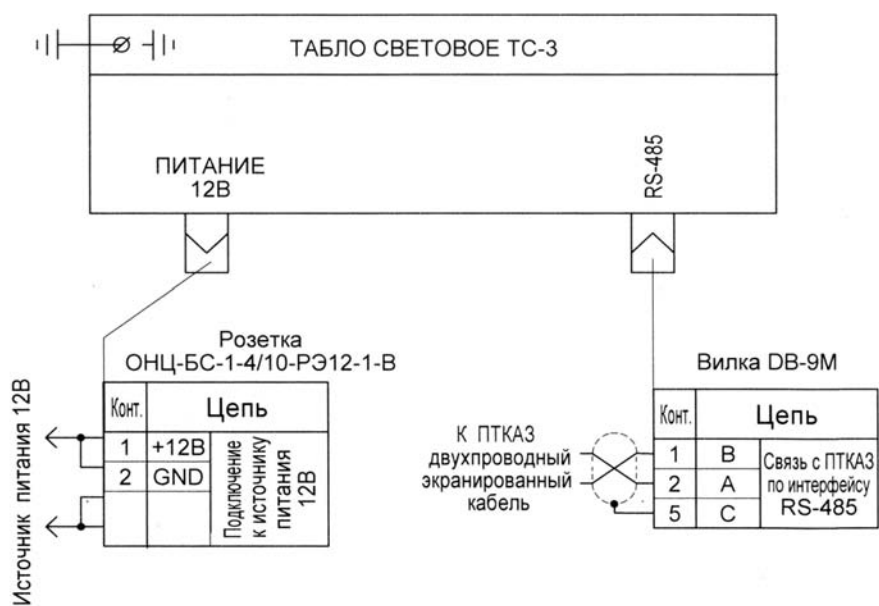 ТАБЛО СВЕТОВОЕ ТС-3
ПИТАНИЕ
12В
RS-485
Розетка
ОНЦ-БС-1-4/10-РЭ12-1-В
Конт. Цепь
1 +12В
2 GND
Подключение
к источнику
питания
12В
Источник питания 12В
Вилка DB-9M
Конт. Цепь
1 B
2 A
5 C
Связь с ПТКАЗ
по интерфейсу
RS-485
К ПТКАЗ
двухпроводный
экранированный
кабель